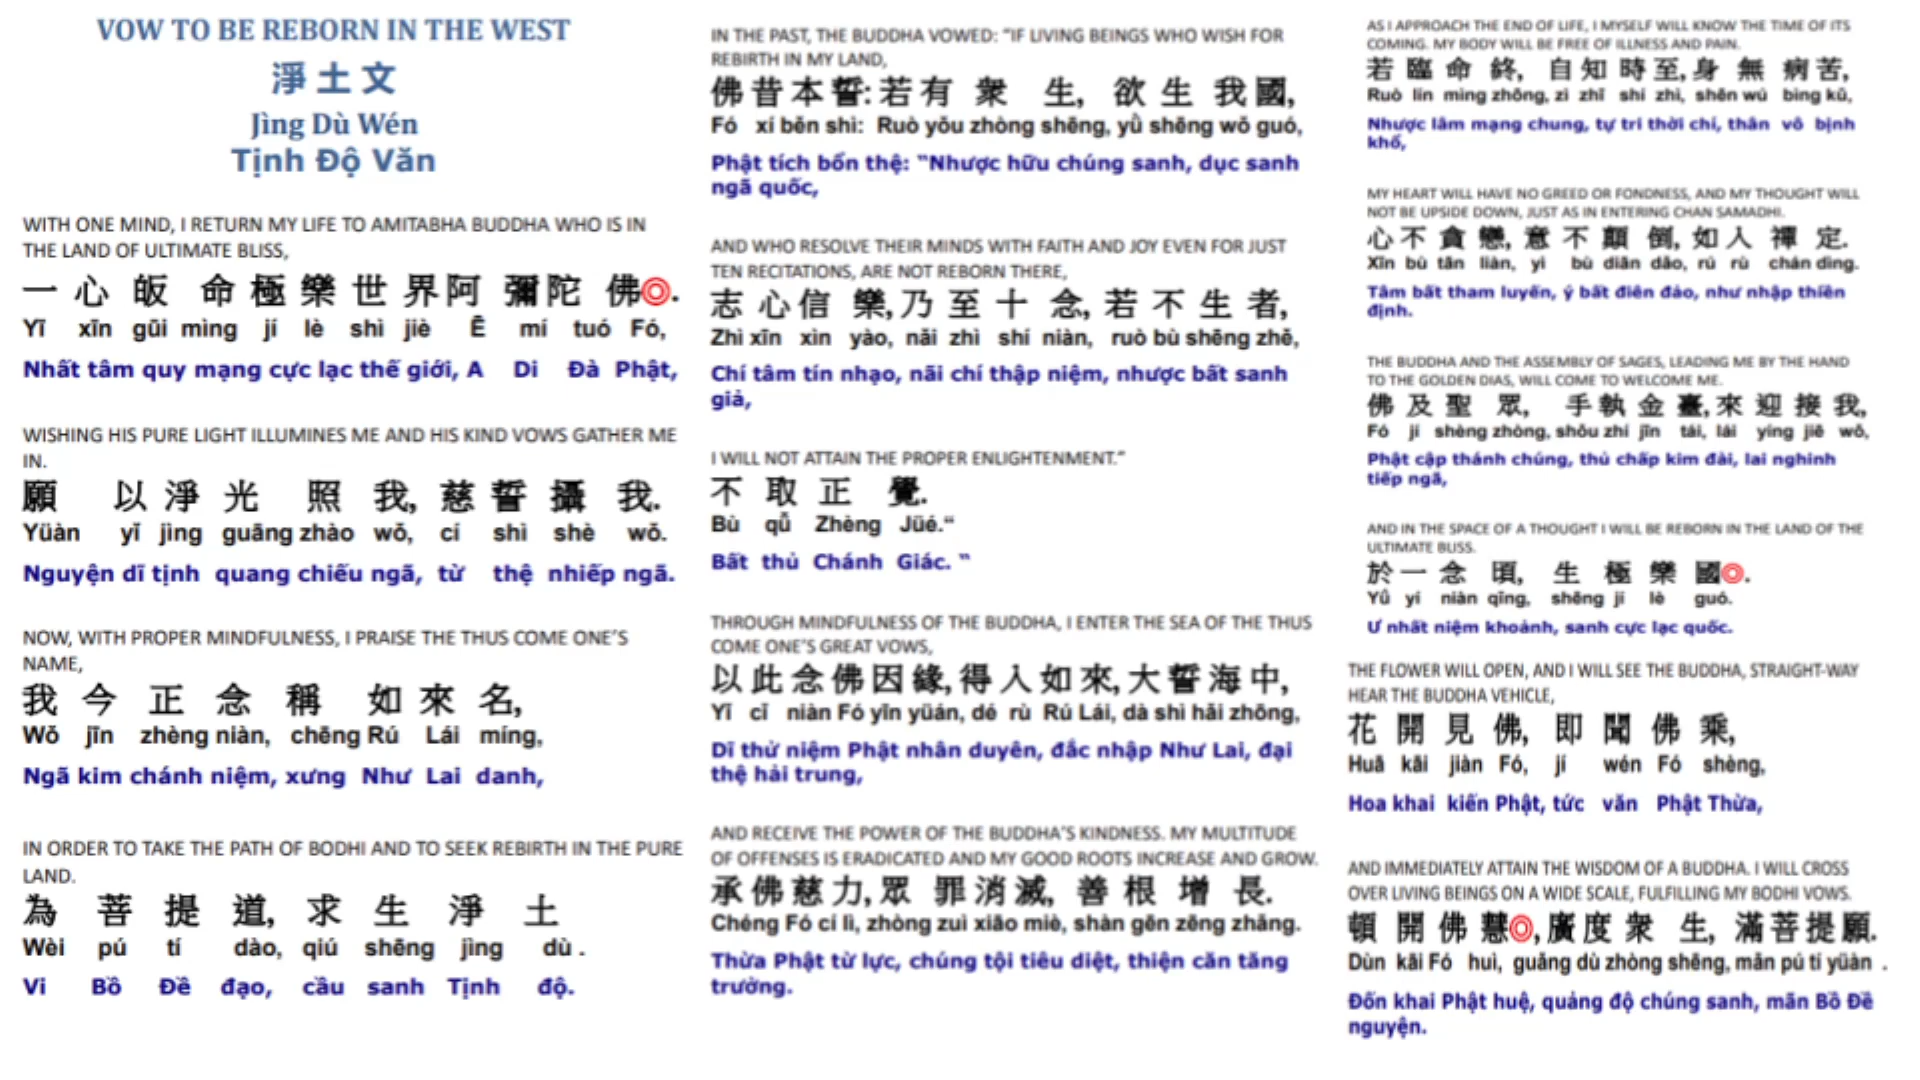 VOW TO BE REBORN IN THE WEST
淨土文
Jìng Dù Wén
Tịnh Độ Văn
WITH ONE MIND, I RETURN MY LIFE TO AMITABHA BUDDHA WHO IS IN
THE LAND OF ULTIMATE BLISS,
一心皈命極樂世界阿彌陀佛◎.
Yī xīn gūi mìng jí lè shì jiè Ē mí tuó Fó,
Nhất tâm quy mạng cực lạc thế giới, A Di Đà Phật,
WISHING HIS PURE LIGHT ILLUMINES ME AND HIS KIND VOWS GATHER ME
IN.
願以淨光照我, 慈誓攝我.
Yüàn yǐ jìng guāng zhào wǒ, cí shì shè wǒ.
Nguyện dĩ tịnh quang chiếu ngã, từ thệ nhiếp ngã.
NOW, WITH PROPER MINDFULNESS, I PRAISE THE THUS COME ONE'S
NAME,
我今正念稱如來名,
Wǒ jīn zhèng niàn, chēng Rú Lái míng,
Ngã kim chánh niệm, xưng Như Lai danh,
IN ORDER TO TAKE THE PATH OF BODHI AND TO SEEK REBIRTH IN THE PURE
LAND.
為菩提道, 求生淨土
Wèi pú tí dào, qiú shēng jìng dù .
Vi Bồ Đề đạo, cầu sanh Tịnh độ.
IN THE PAST, THE BUDDHA VOWED: "IF LIVING BEINGS WHO WISH FOR
REBIRTH IN MY LAND,
佛昔本誓: 若有衆生, 欲生我國,
Fó xí běn shì: Ruò yǒu zhòng shēng, yǜ shēng wǒ guó,
Phật tích bổn thệ: "Nhược hữu chúng sanh, dục sanh
ngã quốc,
AND WHO RESOLVE THEIR MINDS WITH FAITH AND JOY EVEN FOR JUST
TEN RECITATIONS, ARE NOT REBORN THERE,
志心信樂, 乃至十念, 若不生者,
Zhì xīn xìn yào, nǎi zhì shí niàn, ruò bù shēng zhě,
Chí tâm tín nhạo, nãi chí thập niệm, nhược bất sanh
giả,
I WILL NOT ATTAIN THE PROPER ENLIGHTENMENT."
不取正覺.
Bù qǚ Zhèng Jüé."
Bất thủ Chánh Giác. "
THROUGH MINDFULNESS OF THE BUDDHA, I ENTER THE SEA OF THE THUS
COME ONE'S GREAT VOWS,
以此念佛因緣, 得入如來, 大誓海中,
Yǐ cǐ niàn Fó yīn yüán, dé rù Rú Lái, dà shì hǎi zhōng,
Dĩ thử niệm Phật nhân duyên, đắc nhập Như Lai, đại
thệ hải trung,
AND RECEIVE THE POWER OF THE BUDDHA'S KINDNESS. MY MULTITUDE
OF OFFENSES IS ERADICATED AND MY GOOD ROOTS INCREASE AND GROW.
承佛慈力, 眾罪消滅, 善根增長.
Chéng Fó cí lì, zhòng zuì xiāo miè, shàn gēn zēng zhǎng.
Thừa Phật từ lực, chúng tội tiêu diệt, thiện căn tăng
trưởng.
AS I APPROACH THE END OF LIFE, I MYSELF WILL KNOW THE TIME OF ITS
COMING. MY BODY WILL BE FREE OF ILLNESS AND PAIN.
若臨命終, 自知時至, 身無病苦,
Ruò lín mìng zhōng, zì zhī shí zhì, shēn wú bìng kǔ,
Nhược lâm mạng chung, tự tri thời chí, thân vô bịnh
khổ,
MY HEART WILL HAVE NO GREED OR FONDNESS, AND MY THOUGHT WILL
NOT BE UPSIDE DOWN, JUST AS IN ENTERING CHAN SAMADHI.
心不貪戀, 意不顛倒, 如入禪定.
Xīn bù tān liàn, yì bù diān dǎo, rú rù chán dìng.
Tâm bất tham luyến, ý bất điên đảo, như nhập thiền
định.
THE BUDDHA AND THE ASSEMBLY OF SAGES, LEADING ME BY THE HAND
TO THE GOLDEN DIAS, WILL COME TO WELCOME ME.
佛及聖眾, 手執金臺, 來迎接我,
Fó jí shèng zhòng, shǒu zhí jīn tái, lái yíng jiē wǒ,
Phật cập thánh chúng, thủ chấp kim đài, lai nghinh
tiếp ngã,
AND IN THE SPACE OF A THOUGHT I WILL BE REBORN IN THE LAND OF THE
ULTIMATE BLISS.
於一念頃, 生極樂國◎.
Yǘ yí niàn qǐng, shēng jí lè guó.
Ư nhất niệm khoảnh, sanh cực lạc quốc.
THE FLOWER WILL OPEN, AND I WILL SEE THE BUDDHA, STRAIGHT-WAY
HEAR THE BUDDHA VEHICLE,
花開見佛, 即聞佛乘,
Huā kāi jiàn Fó, jí wén Fó shèng,
Hoa khai kiến Phật, tức văn Phật Thừa,
AND IMMEDIATELY ATTAIN THE WISDOM OF A BUDDHA. I WILL CROSS
OVER LIVING BEINGS ON A WIDE SCALE, FULFILLING MY BODHI VOWS.
頓開佛慧◎, 廣度衆生, 滿菩提願.
Dùn kāi Fó huì, guǎng dù zhòng shēng, mǎn pú tí yüàn .
Đốn khai Phật huệ, quảng độ chúng sanh, mãn Bồ Đề
nguyện.